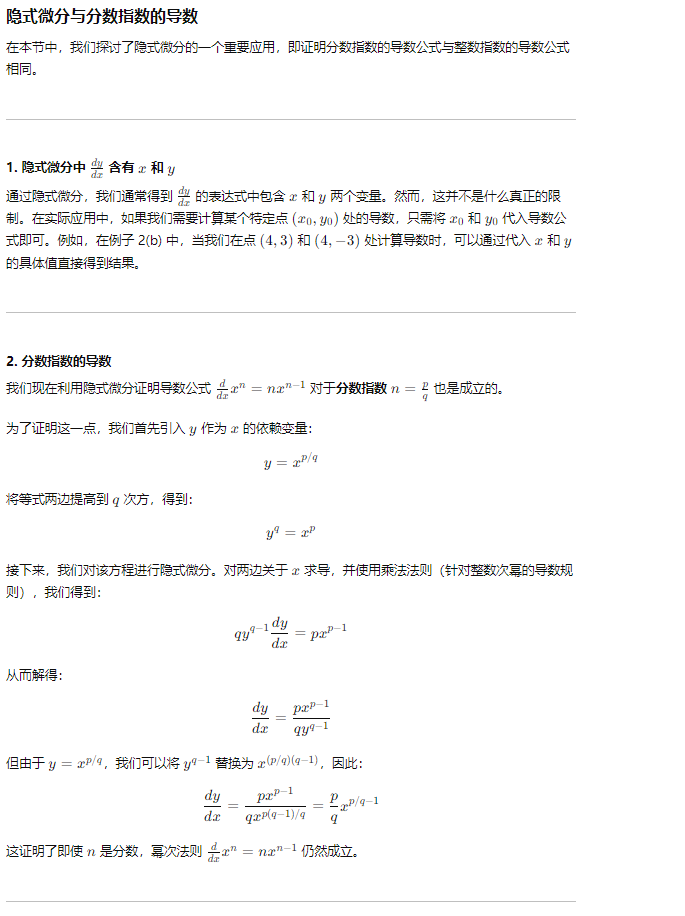 隐式微分与分数指数的导数
在本节中，我们探讨了隐式微分的一个重要应用，即证明分数指数的导数公式与整数指数的导数公式
相同。
1. 隐式微分中 $\frac{dy}{dx}$ 含有 $x$ 和 $y$
通过隐式微分，我们通常得到 $\frac{dy}{dx}$ 的表达式中包含 $x$ 和 $y$ 两个变量。然而，这并不是什么真正的限
制。在实际应用中，如果我们需要计算某个特定点 $(x_0, y_0)$ 处的导数，只需将 $x_0$ 和 $y_0$ 代入导数公
式即可。例如，在例子 2(b) 中，当我们在点 $(4, 3)$ 和 $(4, -3)$ 处计算导数时，可以通过代入 $x$ 和 $y$
的具体值直接得到结果。
2. 分数指数的导数
我们现在利用隐式微分证明导数公式 $\frac{d}{dx}x^n = nx^{n-1}$ 对于分数指数 $n = \frac{p}{q}$ 也是成立的。
为了证明这一点，我们首先引入 $y$ 作为 $x$ 的依赖变量：
$y = x^{p/q}$
将等式两边提高到 $q$ 次方，得到：
$y^q = x^p$
接下来，我们对该方程进行隐式微分。对两边关于 $x$ 求导，并使用乘法法则（针对整数次幂的导数规
则），我们得到：
$qy^{q-1}\frac{dy}{dx} = px^{p-1}$
从而解得：
$\frac{dy}{dx} = \frac{px^{p-1}}{qy^{q-1}}$
但由于 $y = x^{p/q}$，我们可以将 $y^{q-1}$ 替换为 $x^{(p/q)(q-1)}$，因此：
$\frac{dy}{dx} = \frac{px^{p-1}}{qx^{p(q-1)/q}} = \frac{p}{q}x^{p/q-1}$
这证明了即使 $n$ 是分数，幂次法则 $\frac{d}{dx}x^n = nx^{n-1}$ 仍然成立。